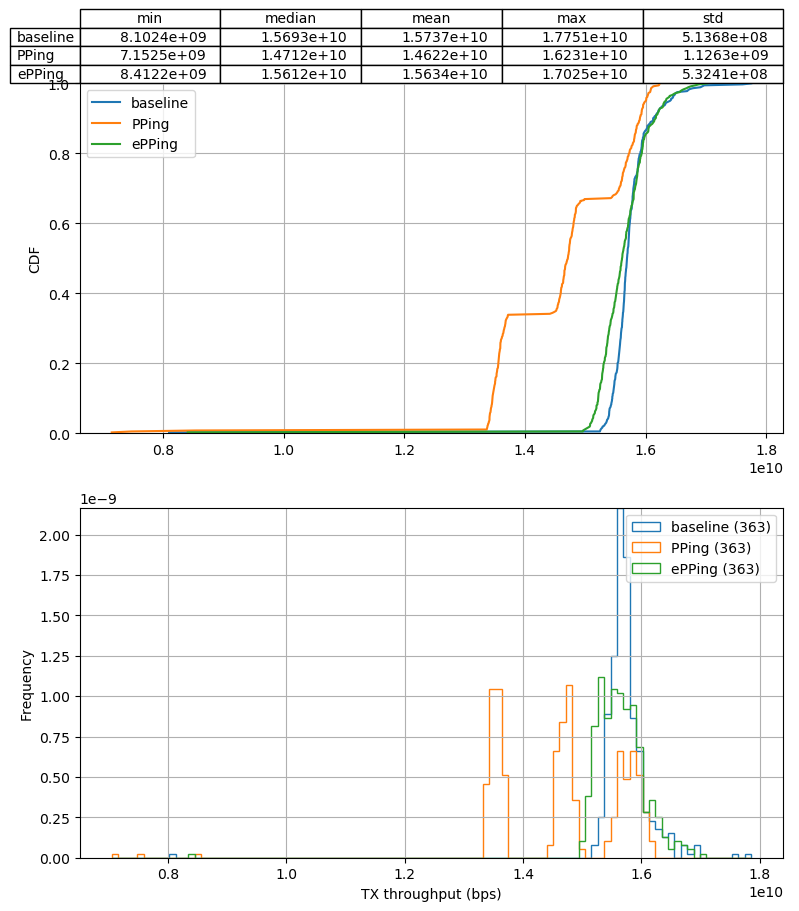 min median mean max std
baseline 8.1024e+09 1.5693e+10 1.5737e+10 1.7751e+10 5.1368e+08
PPing 7.1525e+09 1.4712e+10 1.4622e+10 1.6231e+10 1.1263e+09
ePPing 8.4122e+09 1.5612e+10 1.5634e+10 1.7025e+10 5.3241e+08
1.0
0.8
0.6
0.4
0.2
0.0
CDF
baseline
PPing
ePPing
0.8 1.0 1.2 1.4 1.6 1.8
1e10
1e−9
2.00
1.75
1.50
1.25
1.00
0.75
0.50
0.25
0.00
Frequency
baseline (363)
PPing (363)
ePPing (363)
0.8 1.0 1.2 1.4 1.6 1.8
TX throughput (bps)
1e10